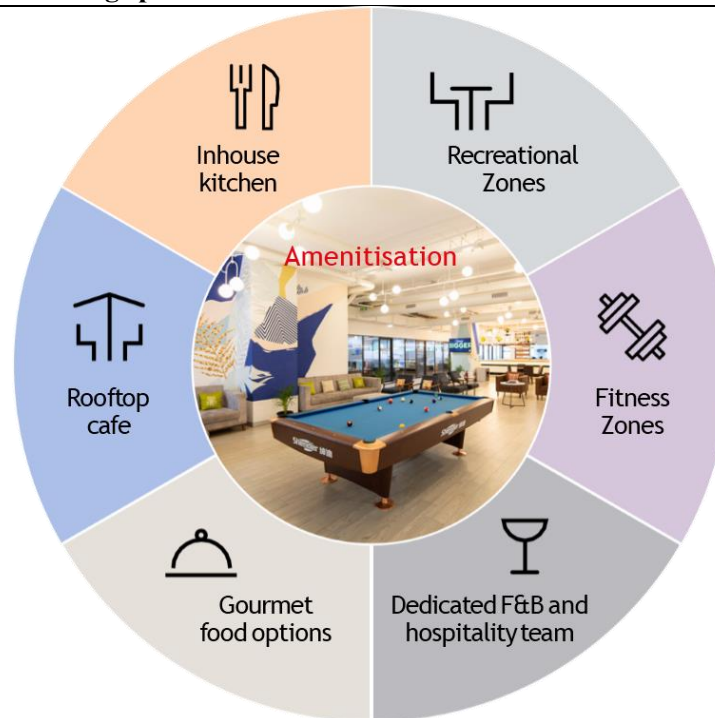 Inhouse
kitchen
Recreational
Zones
Amenitisation
Rooftop
cafe
Fitness
Zones
Gourmet
food options
Dedicated F&B and
hospitality team